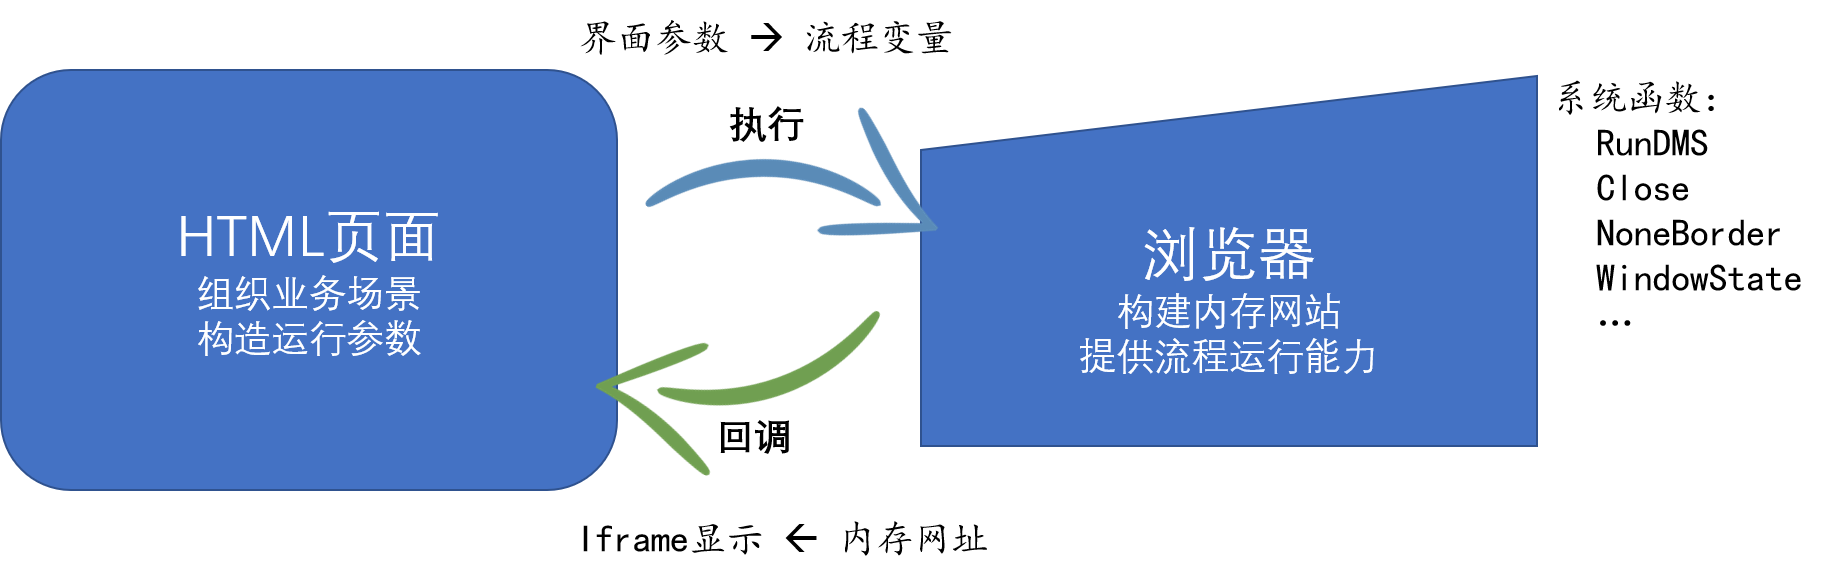 界面参数 → 流程变量
执行
HTML页面
组织业务场景
构造运行参数
浏览器
构建内存网站
提供流程运行能力
系统函数：
RunDMS
Close
NoneBorder
WindowState
…
回调
Iframe显示 ← 内存网址